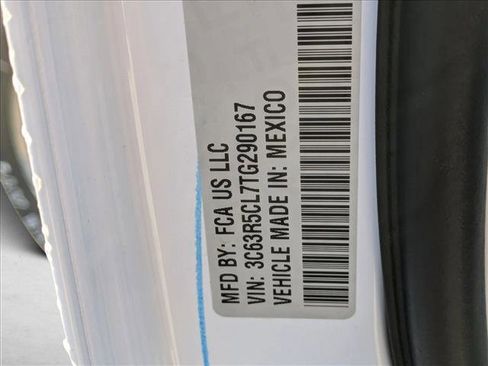 MFD BY: FCA US LLC
VIN: 3C63R5CL7TG290167
VEHICLE MADE IN: MEXICO